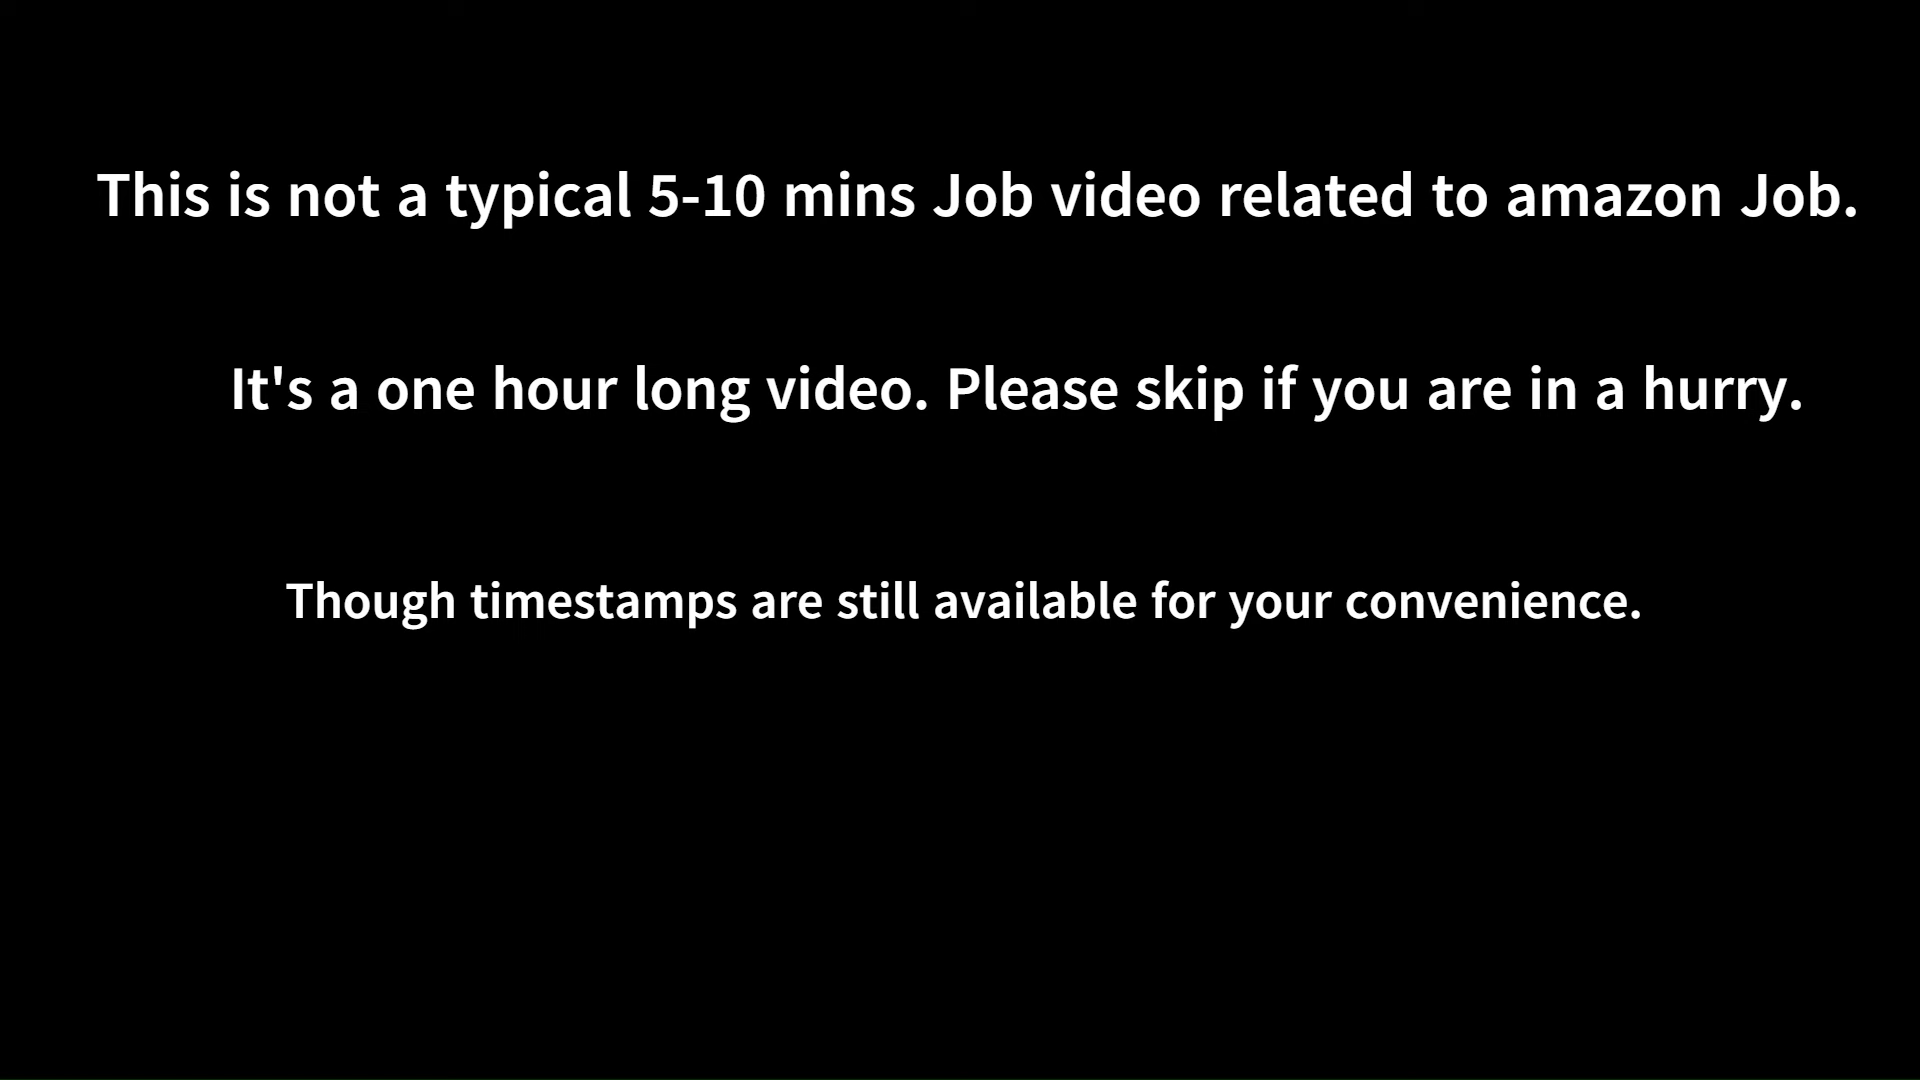 This is not a typical 5-10 mins Job video related to amazon Job.
It's a one hour long video. Please skip if you are in a hurry.
Though timestamps are still available for your convenience.